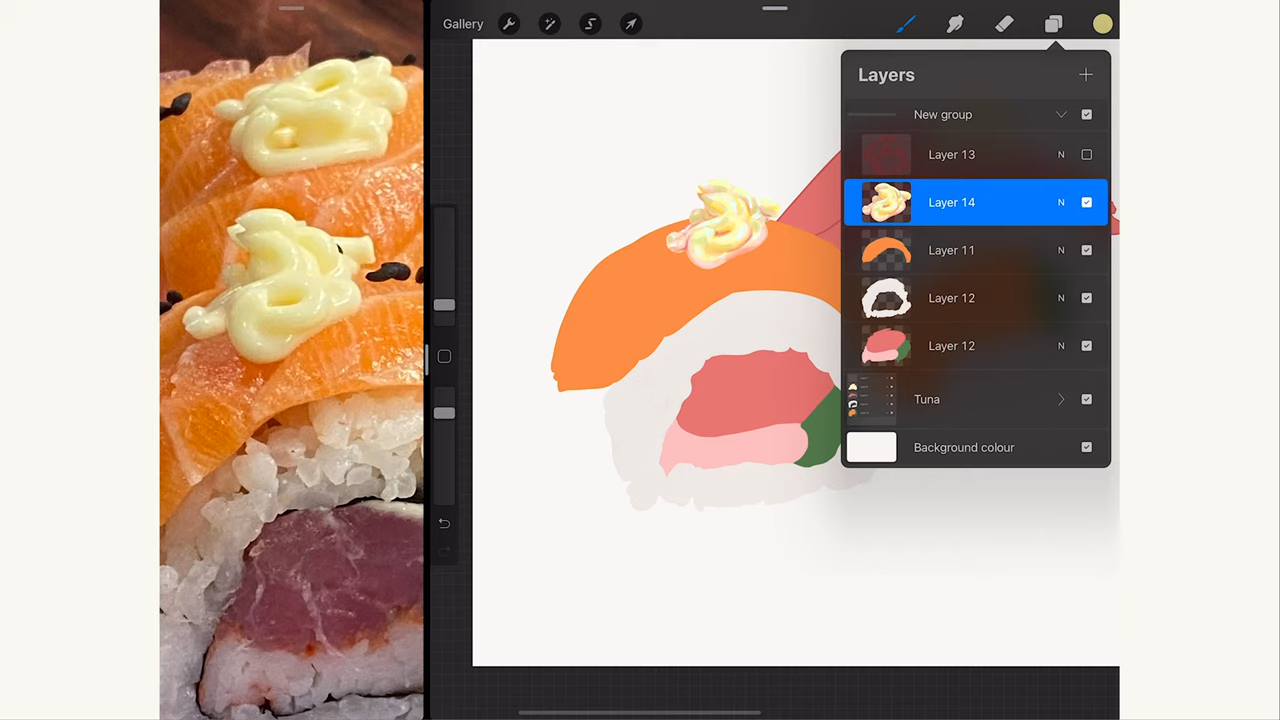 Gallery
Layers
New group
Layer 13 N
Layer 14 N
Layer 11 N
Layer 12 N
Layer 12 N
Tuna
Background colour